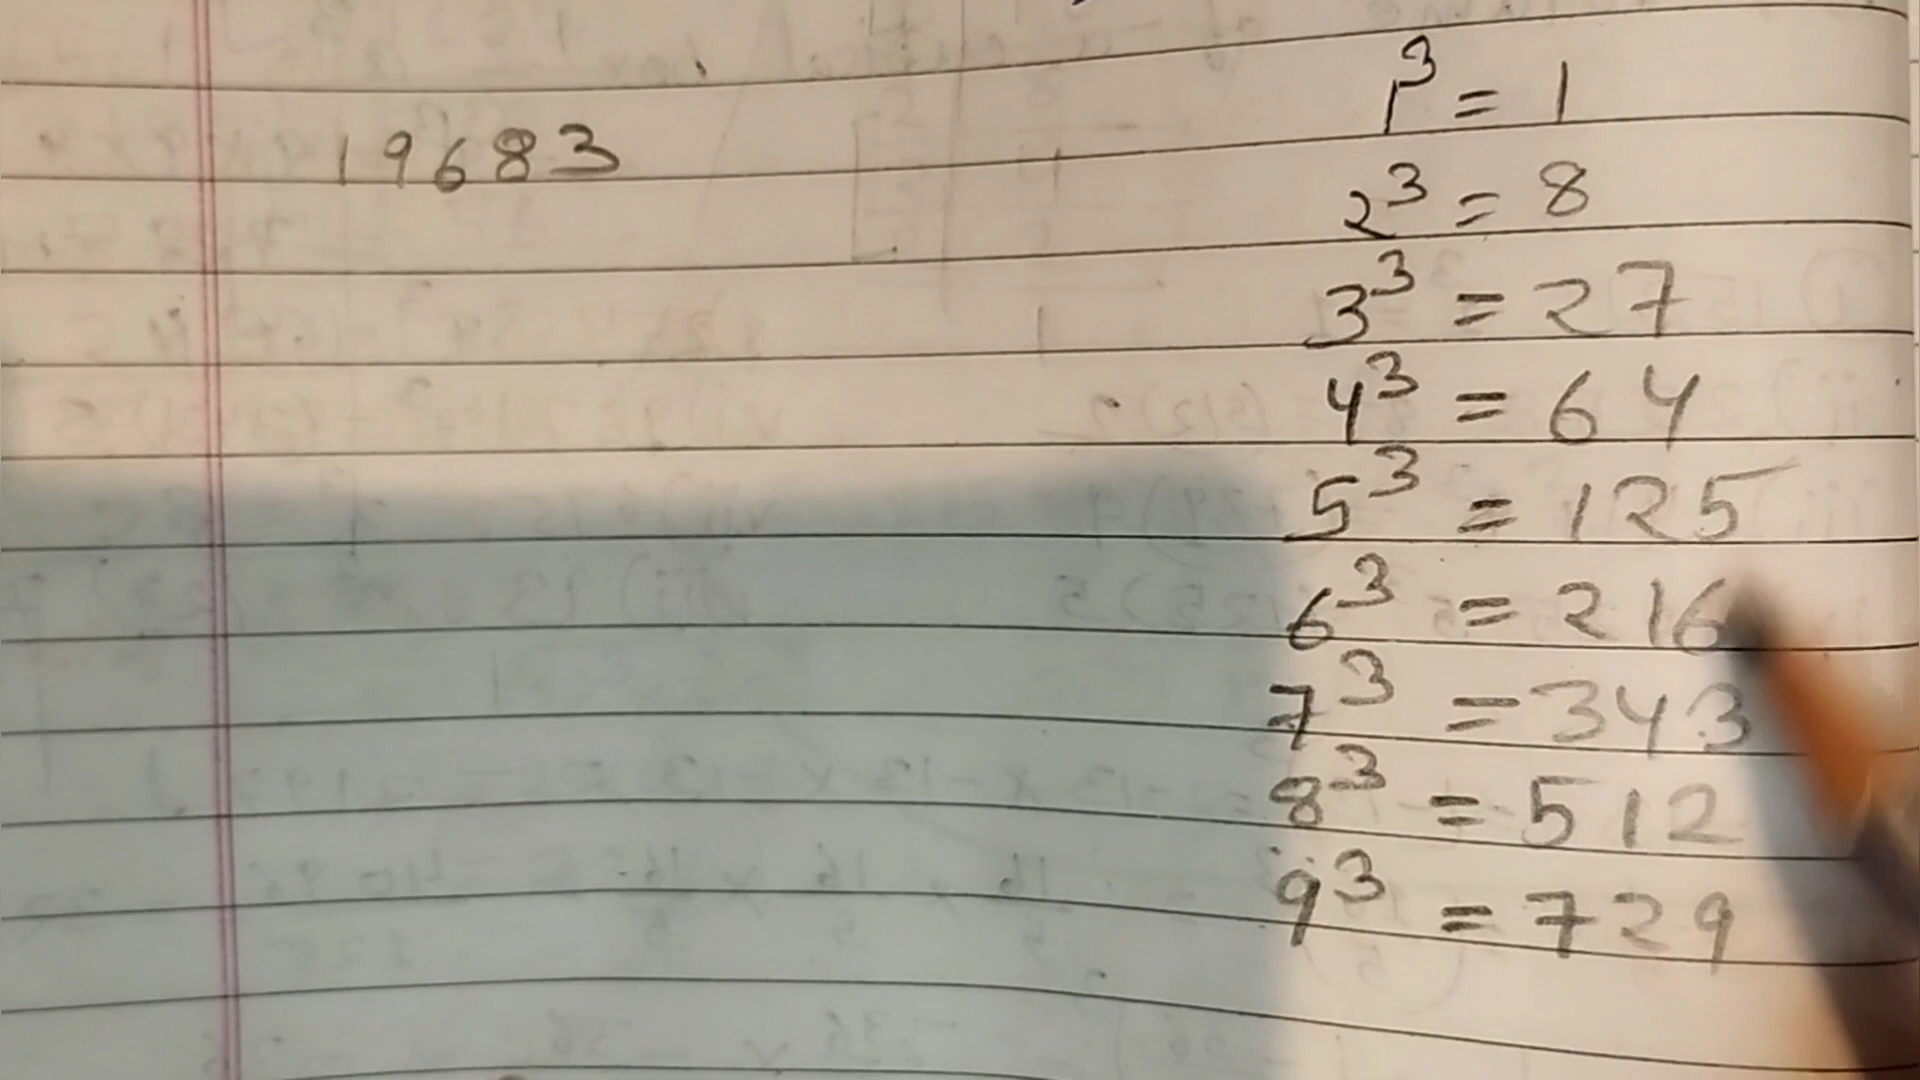 19683
1³ = 1
2³ = 8
3³ = 27
4³ = 64
5³ = 125
6³ = 216
7³ = 343
8³ = 512
9³ = 729